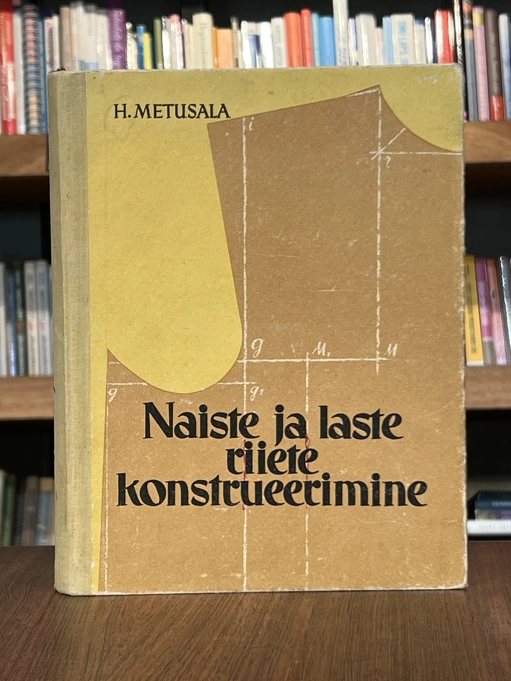 H. METUSALA
Naiste ja laste
riiete
konstrueerimine